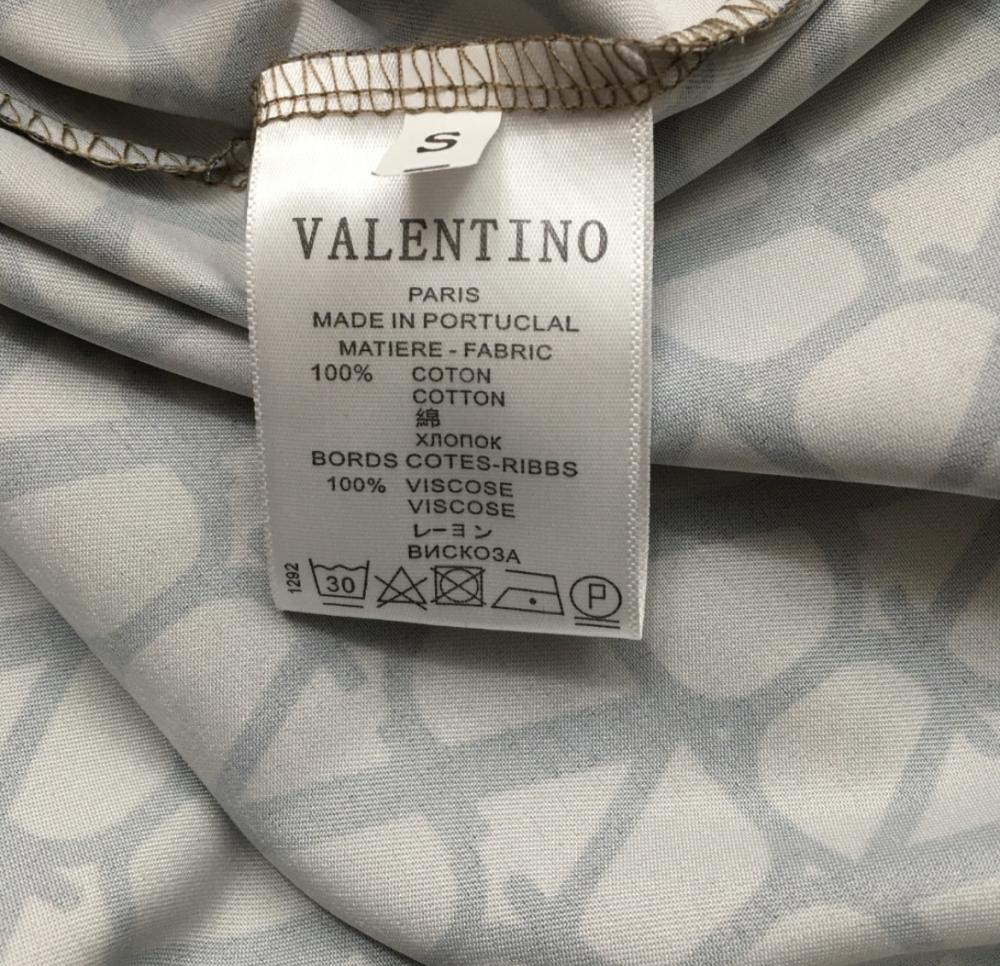 S
VALENTINO
PARIS
MADE IN PORTUCLAL
MATIERE - FABRIC
100% COTON
COTTON
綿
ХЛОПОК
BORDS COTES-RIBBS
100% VISCOSE
VISCOSE
レーヨン
ВИСКОЗА
1292
30 P